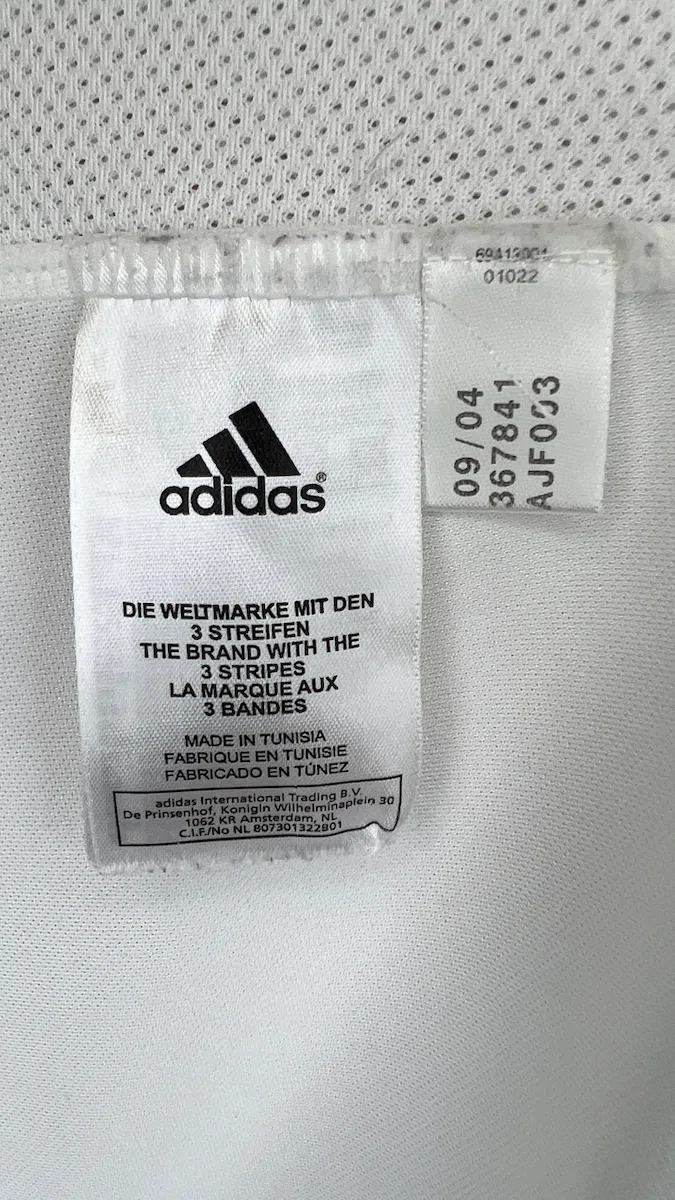 adidas®
DIE WELTMARKE MIT DEN
3 STREIFEN
THE BRAND WITH THE
3 STRIPES
LA MARQUE AUX
3 BANDES
MADE IN TUNISIA
FABRIQUE EN TUNISIE
FABRICADO EN TÚNEZ
adidas International Trading B.V.
De Prinsenhof, Konigin Wilhelminaplein 30
1062 KR Amsterdam, NL
C.I.F./No NL 807301322B01
01022
09/04
367841
AJF003